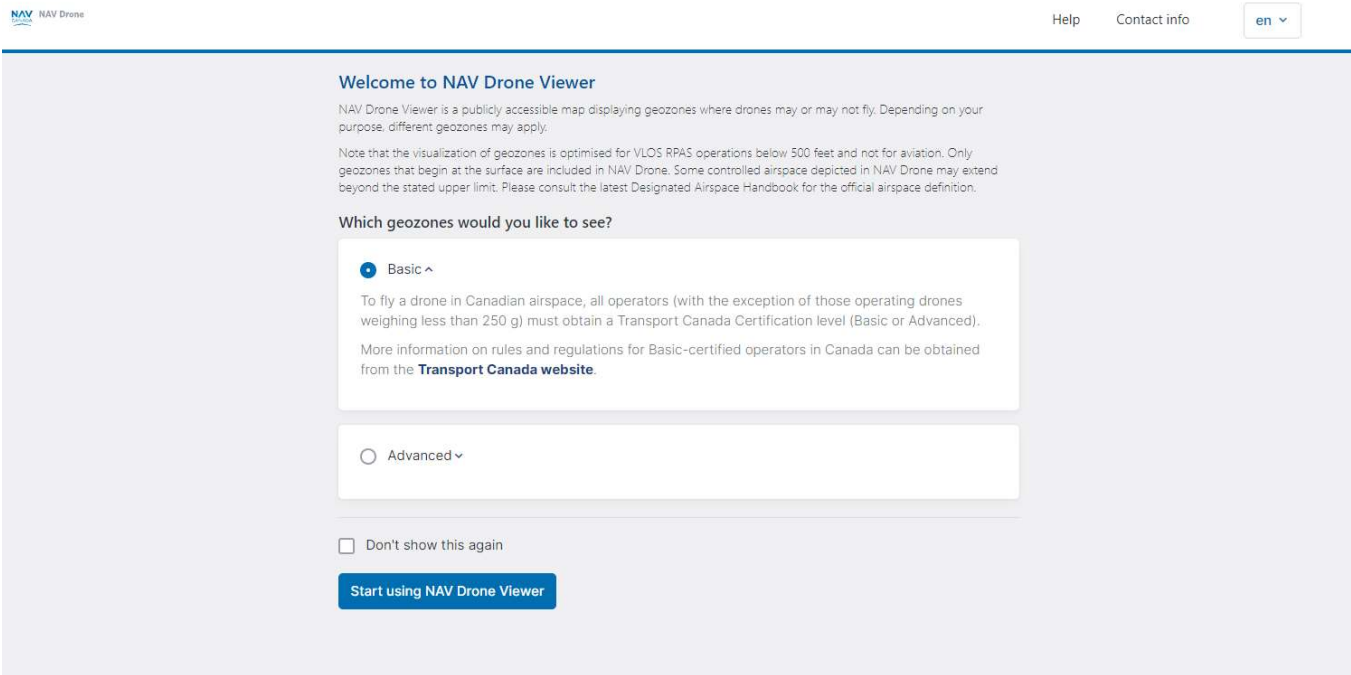 NAV CANADA NAV Drone
Help Contact info en
Welcome to NAV Drone Viewer
NAV Drone Viewer is a publicly accessible map displaying geozones where drones may or may not fly. Depending on your
purpose, different geozones may apply.
Note that the visualization of geozones is optimised for VLOS RPAS operations below 500 feet and not for aviation. Only
geozones that begin at the surface are included in NAV Drone. Some controlled airspace depicted in NAV Drone may extend
beyond the stated upper limit. Please consult the latest Designated Airspace Handbook for the official airspace definition.
Which geozones would you like to see?
Basic
To fly a drone in Canadian airspace, all operators (with the exception of those operating drones
weighing less than 250 g) must obtain a Transport Canada Certification level (Basic or Advanced).
More information on rules and regulations for Basic-certified operators in Canada can be obtained
from the Transport Canada website.
Advanced
Don't show this again
Start using NAV Drone Viewer